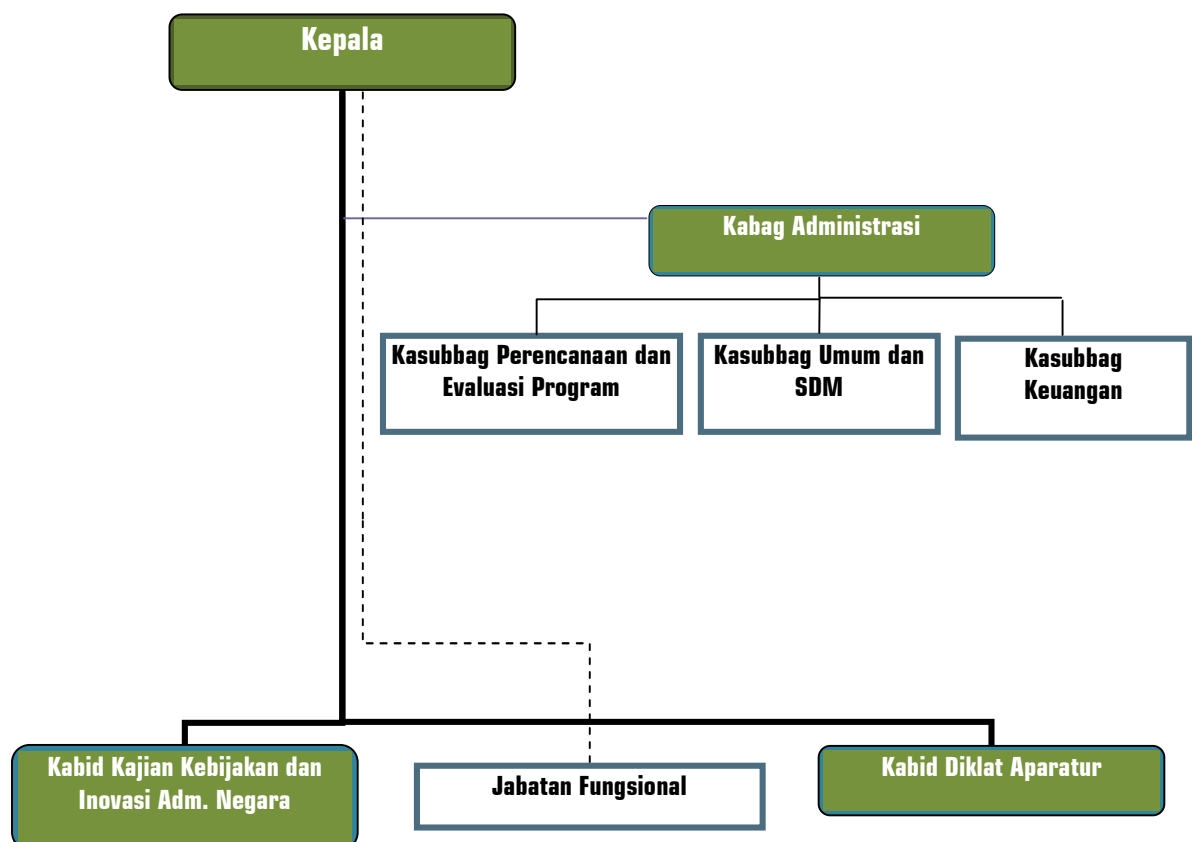 Kepala
Kabag Administrasi
Kasubbag Perencanaan dan
Evaluasi Program
Kasubbag Umum dan
SDM
Kasubbag
Keuangan
Kabid Kajian Kebijakan dan
Inovasi Adm. Negara
Jabatan Fungsional
Kabid Diklat Aparatur